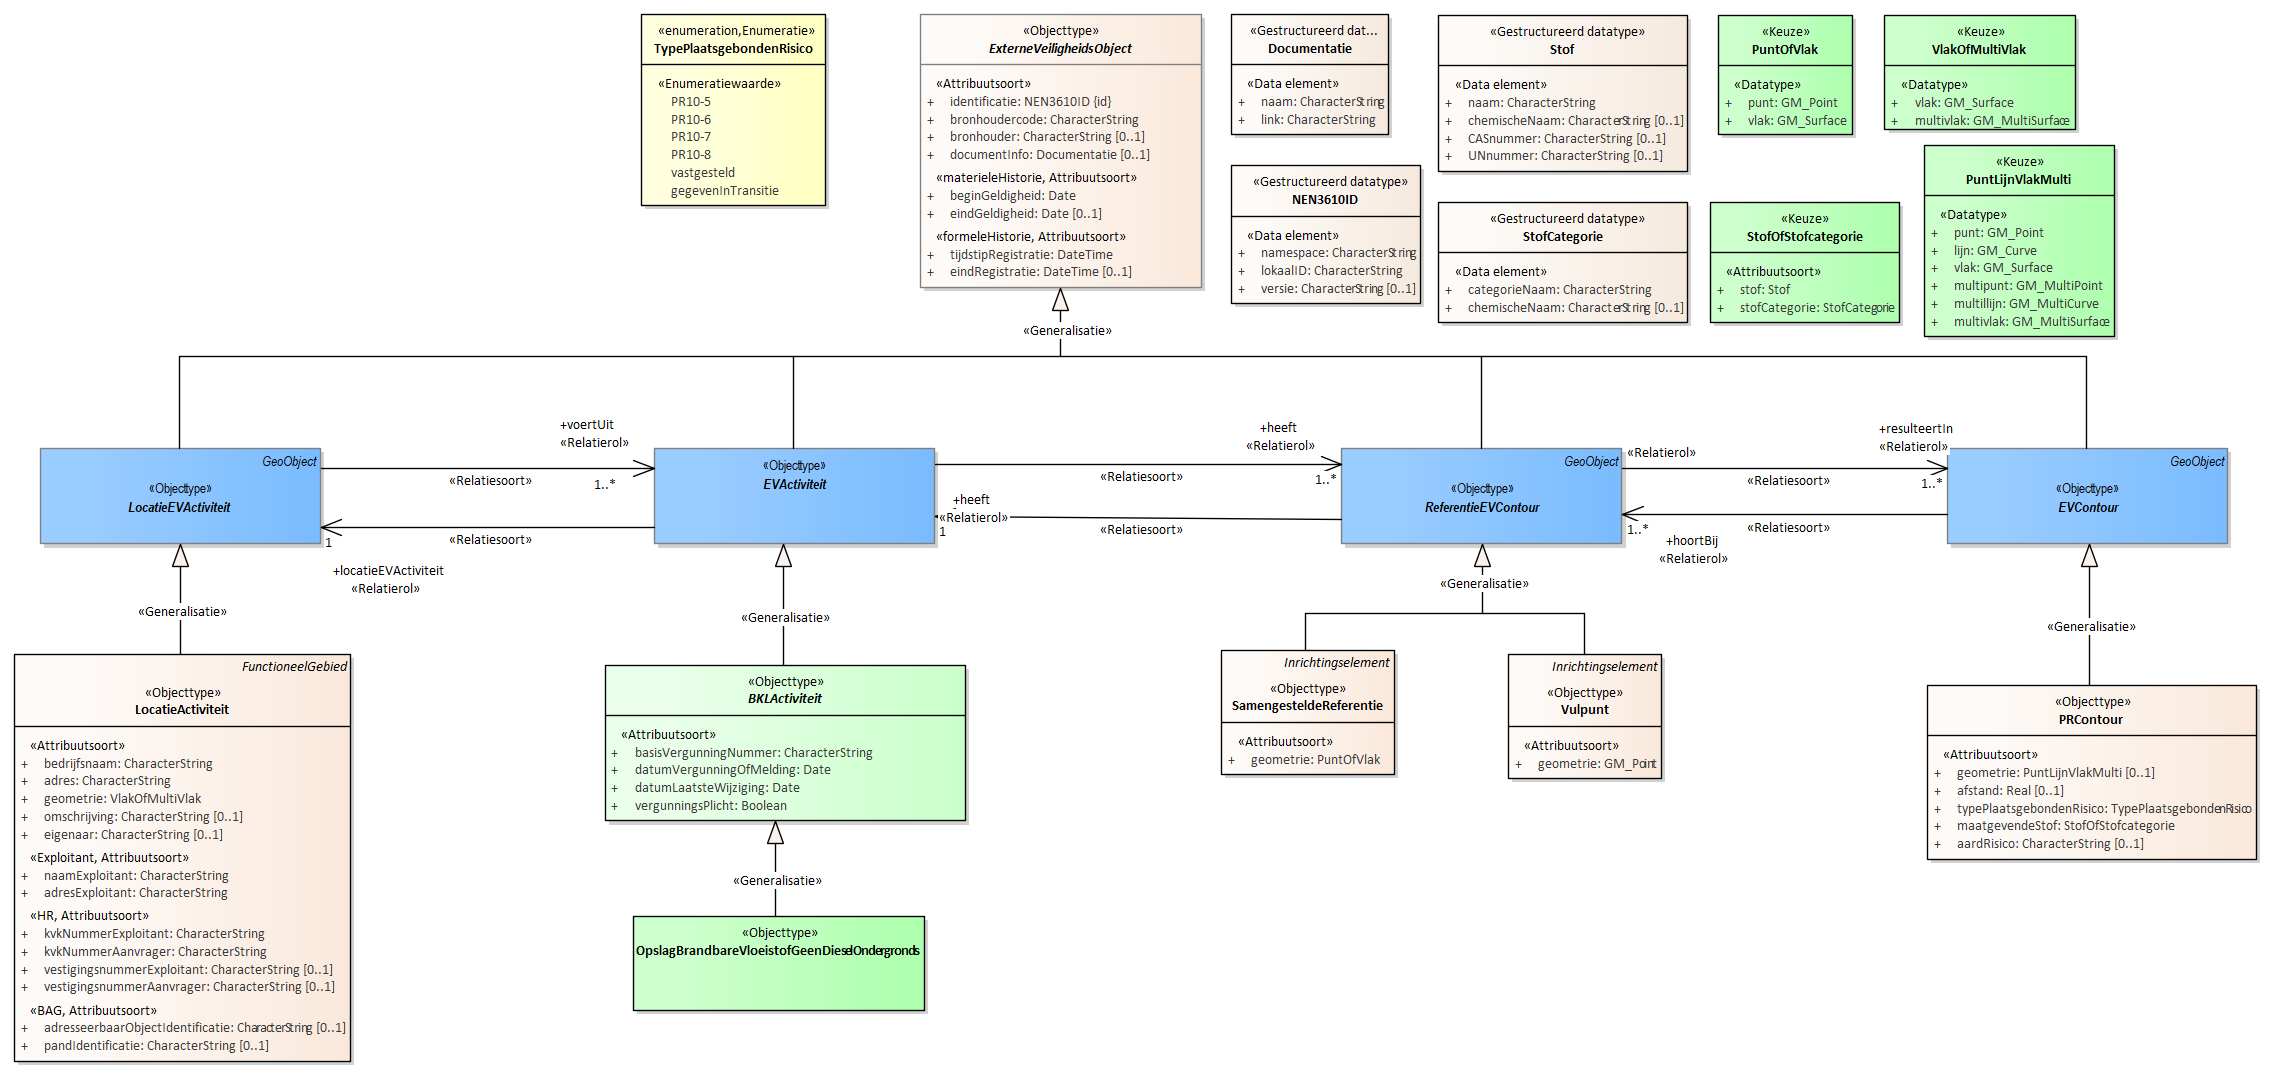 «enumeration,Enumeratie»
TypePlaatsgebondenRisico
«Enumeratiewaarde»
PR10-5
PR10-6
PR10-7
PR10-8
vastgesteld
gegevenInTransitie
«Objecttype»
ExterneVeiligheidsObject
«Attribuutsoort»
+ identificatie: NEN3610ID {id}
+ bronhoudercode: CharacterString
+ bronhouder: CharacterString [0..1]
+ documentInfo: Documentatie [0..1]
«materieleHistorie, Attribuutsoort»
+ beginGeldigheid: Date
+ eindGeldigheid: Date [0..1]
«formeleHistorie, Attribuutsoort»
+ tijdstipRegistratie: DateTime
+ eindRegistratie: DateTime [0..1]
«Gestructureerd dat...
Documentatie
«Data element»
+ naam: CharacterString
+ link: CharacterString
«Gestructureerd datatype»
NEN3610ID
«Data element»
+ namespace: CharacterString
+ lokaalID: CharacterString
+ versie: CharacterString [0..1]
«Gestructureerd datatype»
Stof
«Data element»
+ naam: CharacterString
+ chemischeNaam: CharacterString [0..1]
+ CASnummer: CharacterString [0..1]
+ UNnummer: CharacterString [0..1]
«Gestructureerd datatype»
StofCategorie
«Data element»
+ categorieNaam: CharacterString
+ chemischeNaam: CharacterString [0..1]
«Keuze»
PuntOfVlak
«Datatype»
+ punt: GM_Point
+ vlak: GM_Surface
«Keuze»
VlakOfMultiVlak
«Datatype»
+ vlak: GM_Surface
+ multivlak: GM_MultiSurface
«Keuze»
StofOfStofcategorie
«Attribuutsoort»
+ stof: Stof
+ stofCategorie: StofCategorie
«Keuze»
PuntLijnVlakMulti
«Datatype»
+ punt: GM_Point
+ lijn: GM_Curve
+ vlak: GM_Surface
+ multipunt: GM_MultiPoint
+ multillijn: GM_MultiCurve
+ multivlak: GM_MultiSurface
«Generalisatie»
GeoObject
«Objecttype»
LocatieEVActiviteit
+voertUit
«Relatierol»
«Relatiesoort»
1..*
«Relatiesoort»
1
+locatieEVActiviteit
«Relatierol»
«Objecttype»
EVActiviteit
+heeft
«Relatierol»
«Relatiesoort»
1..*
+heeft
«Relatierol»
1
«Relatiesoort»
GeoObject
«Objecttype»
ReferentieEVContour
«Relatierol»
+resulteertIn
«Relatierol»
«Relatiesoort»
1..*
«Relatiesoort»
1..*
+hoortBij
«Relatierol»
GeoObject
«Objecttype»
EVContour
«Generalisatie»
«Generalisatie»
«Generalisatie»
«Generalisatie»
FunctioneelGebied
«Objecttype»
LocatieActiviteit
«Attribuutsoort»
+ bedrijfsnaam: CharacterString
+ adres: CharacterString
+ geometrie: VlakOfMultiVlak
+ omschrijving: CharacterString [0..1]
+ eigenaar: CharacterString [0..1]
«Exploitant, Attribuutsoort»
+ naamExploitant: CharacterString
+ adresExploitant: CharacterString
«HR, Attribuutsoort»
+ kvkNummerExploitant: CharacterString
+ kvkNummerAanvrager: CharacterString
+ vestigingsnummerExploitant: CharacterString [0..1]
+ vestigingsnummerAanvrager: CharacterString [0..1]
«BAG, Attribuutsoort»
+ adresseerbaarObjectIdentificatie: CharacterString [0..1]
+ pandIdentificatie: CharacterString [0..1]
«Objecttype»
BKLActiviteit
«Attribuutsoort»
+ basisVergunningNummer: CharacterString
+ datumVergunningOfMelding: Date
+ datumLaatsteWijziging: Date
+ vergunningsPlicht: Boolean
«Generalisatie»
«Objecttype»
OpslagBrandbareVloeistofGeenDieselOndergronds
Inrichtingselement
«Objecttype»
SamengesteldeReferentie
«Attribuutsoort»
+ geometrie: PuntOfVlak
Inrichtingselement
«Objecttype»
Vulpunt
«Attribuutsoort»
+ geometrie: GM_Point
«Objecttype»
PRContour
«Attribuutsoort»
+ geometrie: PuntLijnVlakMulti [0..1]
+ afstand: Real [0..1]
+ typePlaatsgebondenRisico: TypePlaatsgebondenRisico
+ maatgevendeStof: StofOfStofcategorie
+ aardRisico: CharacterString [0..1]